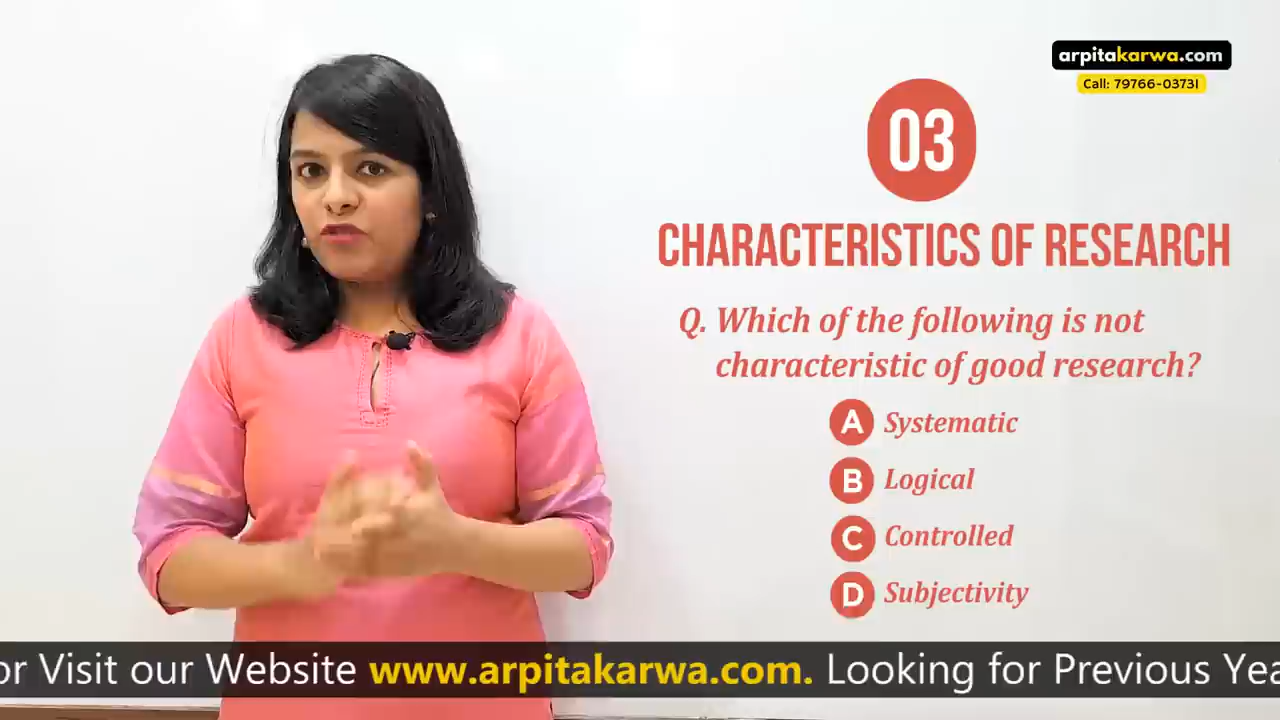 arpitakarwa.com
Call: 79766-03731
03
CHARACTERISTICS OF RESEARCH
Q. Which of the following is not
characteristic of good research?
A Systematic
B Logical
C Controlled
D Subjectivity
or Visit our Website www.arpitakarwa.com. Looking for Previous Yea